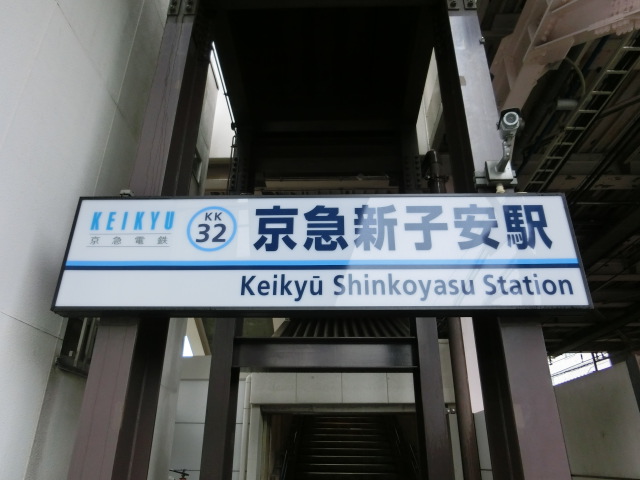 KEIKYU
京急電鉄
KK
32
京急新子安駅
Keikyū Shinkoyasu Station